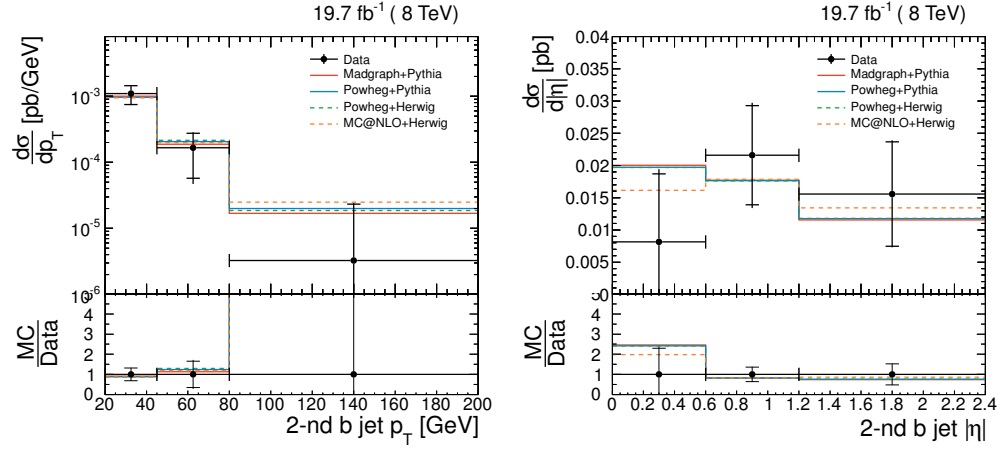 19.7 fb⁻¹ ( 8 TeV)
dσ/dp_T [pb/GeV]
Data
Madgraph+Pythia
Powheg+Pythia
Powheg+Herwig
MC@NLO+Herwig
10⁻³
10⁻⁴
10⁻⁵
10⁻⁶
MC/Data
5
4
3
2
1
0
20 40 60 80 100 120 140 160 180 200
2-nd b jet p_T [GeV]
19.7 fb⁻¹ ( 8 TeV)
dσ/d|η| [pb]
Data
Madgraph+Pythia
Powheg+Pythia
Powheg+Herwig
MC@NLO+Herwig
0.04
0.035
0.03
0.025
0.02
0.015
0.01
0.005
MC/Data
4
3
2
1
0
0 0.2 0.4 0.6 0.8 1 1.2 1.4 1.6 1.8 2 2.2 2.4
2-nd b jet |η|